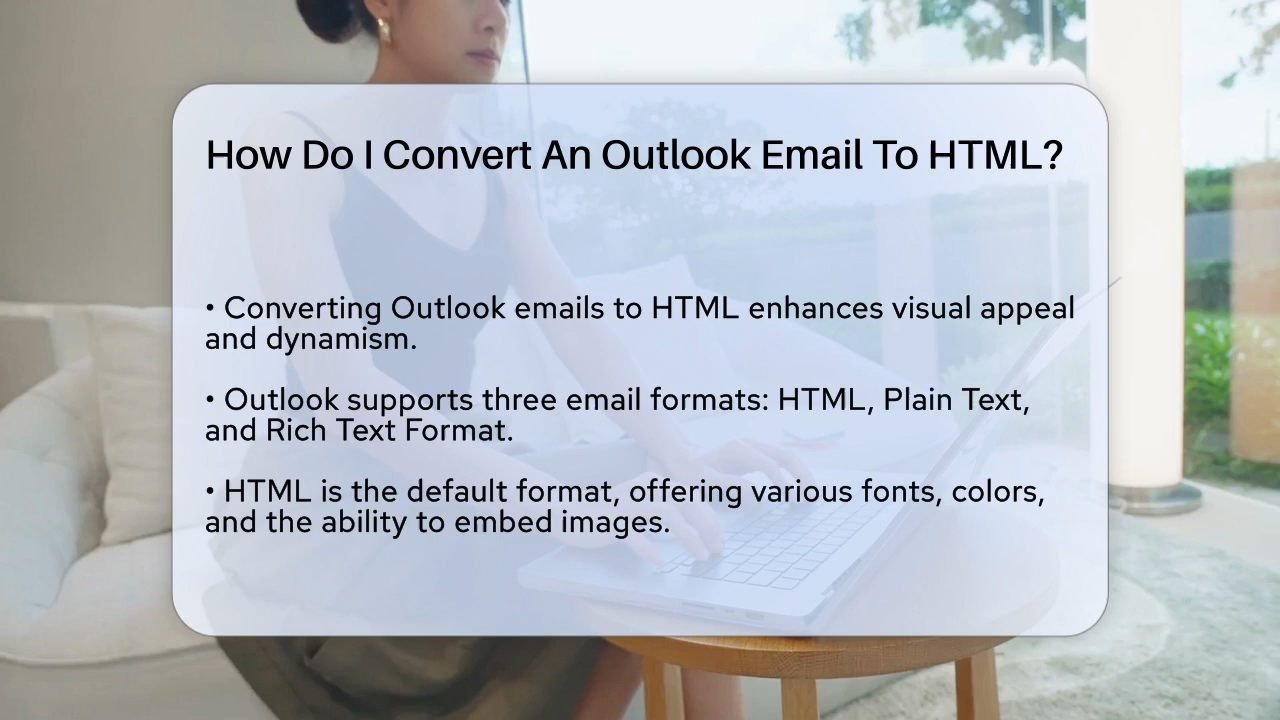 How Do I Convert An Outlook Email To HTML?
• Converting Outlook emails to HTML enhances visual appeal
and dynamism.
• Outlook supports three email formats: HTML, Plain Text,
and Rich Text Format.
• HTML is the default format, offering various fonts, colors,
and the ability to embed images.